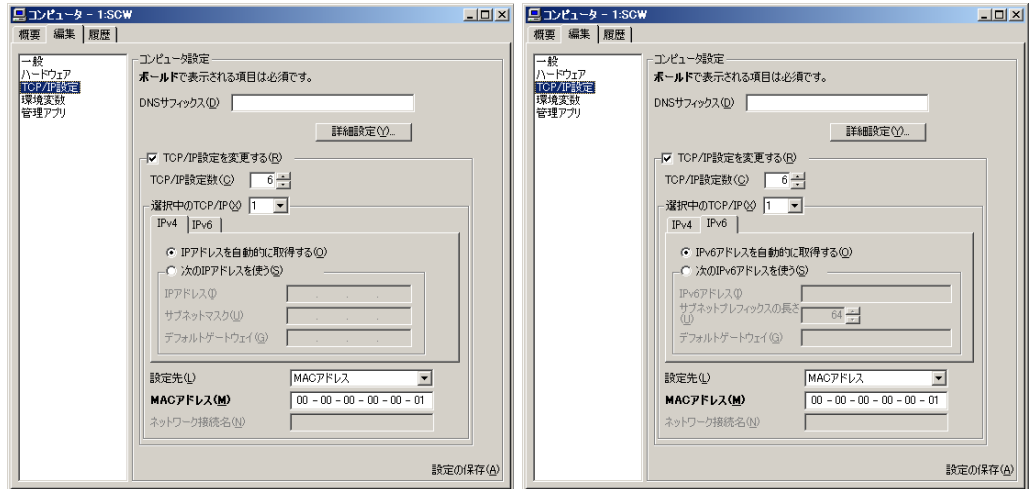 コンピュータ - 1:SCW
概要 編集 履歴
一般
ハードウェア
TCP/IP設定
環境変数
管理アプリ
コンピュータ設定
ボールドで表示される項目は必須です。
DNSサフィックス(D)
詳細設定(Y)...
TCP/IP設定を変更する(R)
TCP/IP設定数(C) 6
選択中のTCP/IP(X) 1
IPv4 IPv6
IPアドレスを自動的に取得する(O)
次のIPアドレスを使う(S)
IPアドレス(I)
サブネットマスク(U)
デフォルトゲートウェイ(G)
設定先(L) MACアドレス
MACアドレス(M) 00 - 00 - 00 - 00 - 00 - 01
ネットワーク接続名(N)
設定の保存(A)
コンピュータ - 1:SCW
概要 編集 履歴
一般
ハードウェア
TCP/IP設定
環境変数
管理アプリ
コンピュータ設定
ボールドで表示される項目は必須です。
DNSサフィックス(D)
詳細設定(Y)...
TCP/IP設定を変更する(R)
TCP/IP設定数(C) 6
選択中のTCP/IP(X) 1
IPv4 IPv6
IPv6アドレスを自動的に取得する(O)
次のIPv6アドレスを使う(S)
IPv6アドレス(I)
サブネットプレフィックスの長さ
(U) 64
デフォルトゲートウェイ(G)
設定先(L) MACアドレス
MACアドレス(M) 00 - 00 - 00 - 00 - 00 - 01
ネットワーク接続名(N)
設定の保存(A)